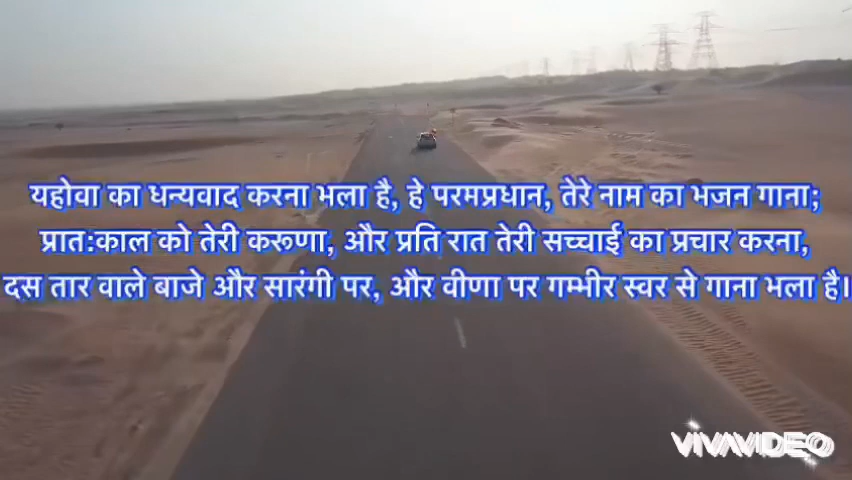 यहोवा का धन्यवाद करना भला है, हे परमप्रधान, तेरे नाम का भजन गाना;
प्रात:काल को तेरी करूणा, और प्रति रात तेरी सच्चाई का प्रचार करना,
दस तार वाले बाजे और सारंगी पर, और वीणा पर गम्भीर स्वर से गाना भला है।
VIVAVIDEO